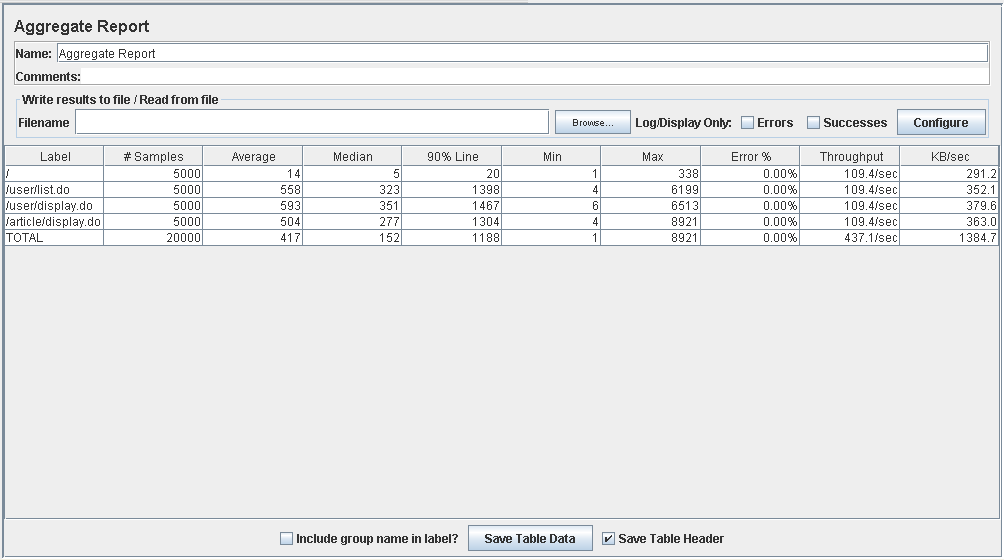 Aggregate Report
Name: Aggregate Report
Comments:
Write results to file / Read from file
Filename Browse... Log/Display Only: Errors Successes Configure
Label # Samples Average Median 90% Line Min Max Error % Throughput KB/sec
/ 5000 14 5 20 1 338 0.00% 109.4/sec 291.2
/user/list.do 5000 558 323 1398 4 6199 0.00% 109.4/sec 352.1
/user/display.do 5000 593 351 1467 6 6513 0.00% 109.4/sec 379.6
/article/display.do 5000 504 277 1304 4 8921 0.00% 109.4/sec 363.0
TOTAL 20000 417 152 1188 1 8921 0.00% 437.1/sec 1384.7
Include group name in label? Save Table Data Save Table Header